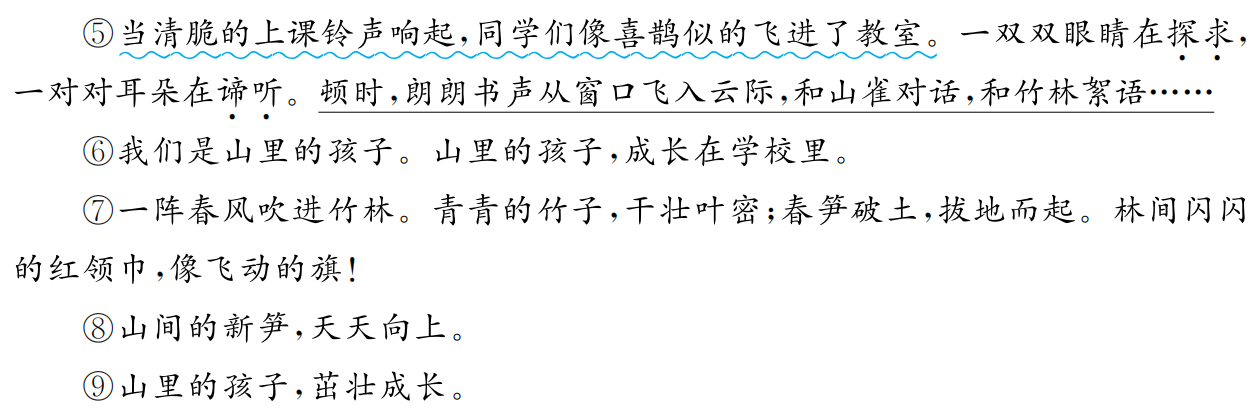 ⑤当清脆的上课铃声响起,同学们像喜鹊似的飞进了教室。一双双眼睛在探求,
一对对耳朵在谛听。顿时,朗朗书声从窗口飞入云际,和山雀对话,和竹林絮语……
⑥我们是山里的孩子。山里的孩子,成长在学校里。
⑦一阵春风吹进竹林。青青的竹子,干壮叶密;春笋破土,拔地而起。林间闪闪
的红领巾,像飞动的旗!
⑧山间的新笋,天天向上。
⑨山里的孩子,茁壮成长。